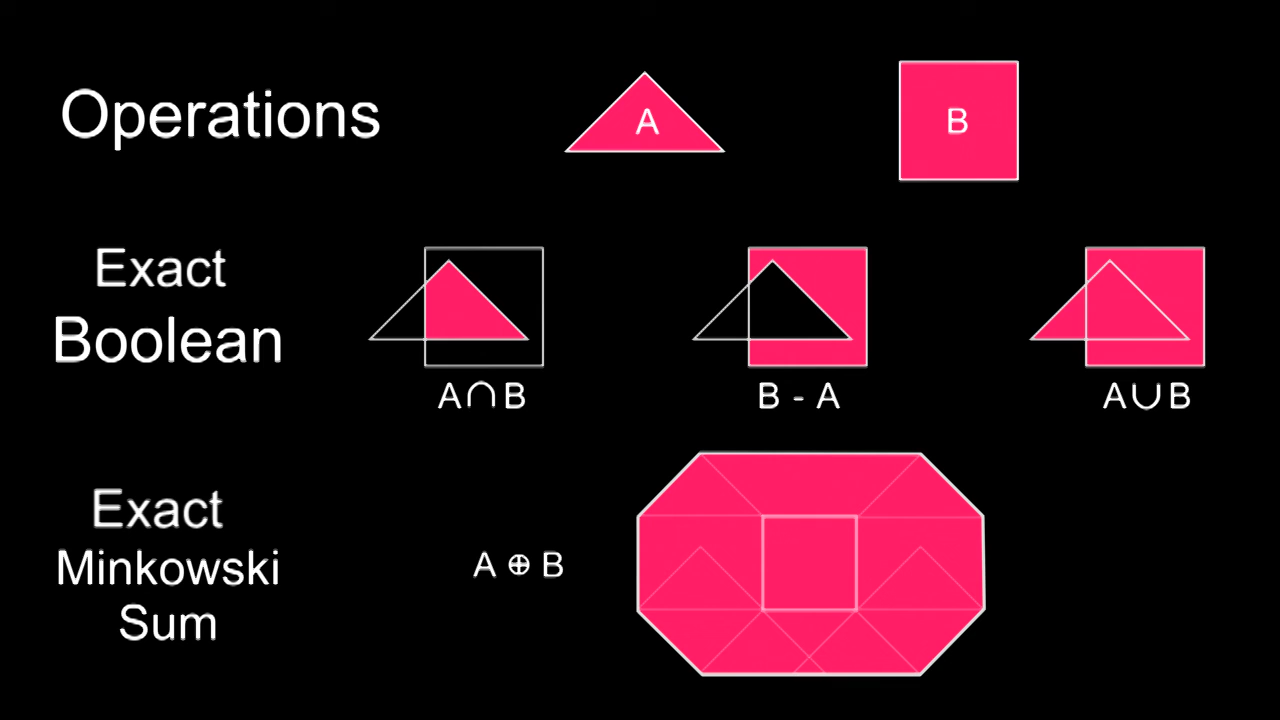 Operations
A
B
Exact
Boolean
A∩B
B - A
A∪B
Exact
Minkowski
Sum
A ⊕ B